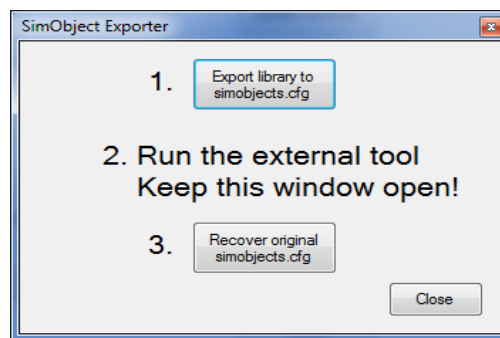 SimObject Exporter
1.
Export library to
simobjects.cfg
2. Run the external tool
Keep this window open!
3.
Recover original
simobjects.cfg
Close